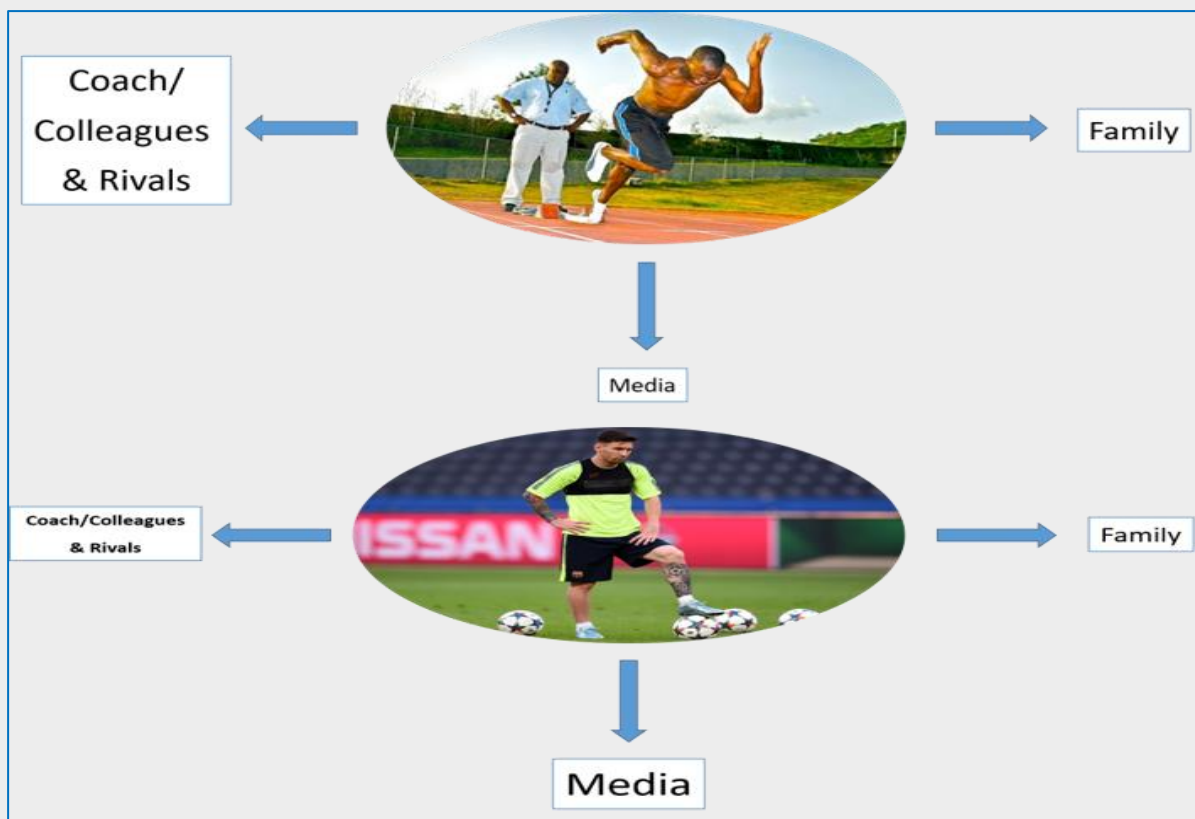 Coach/
Colleagues
& Rivals
Family
Media
ISSAN
Coach/Colleagues
& Rivals
Family
Media